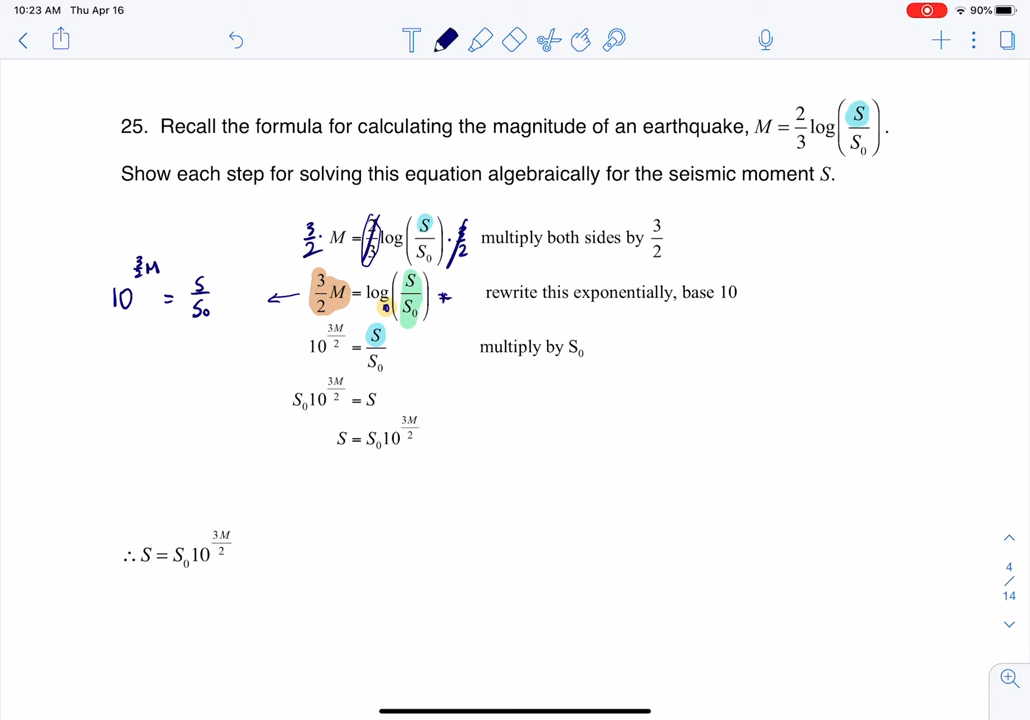 10:23 AM Thu Apr 16 90%
25. Recall the formula for calculating the magnitude of an earthquake, M = 2/3 log(S/S₀).
Show each step for solving this equation algebraically for the seismic moment S.
3/2 · M = 2/3 log(S/S₀) · 3/2 multiply both sides by 3/2
10^(3/2 M) = S/S₀ ← 3/2 M = log₁₀(S/S₀) * rewrite this exponentially, base 10
10^(3M/2) = S/S₀ multiply by S₀
S₀10^(3M/2) = S
S = S₀10^(3M/2)
∴ S = S₀10^(3M/2)
4
/
14